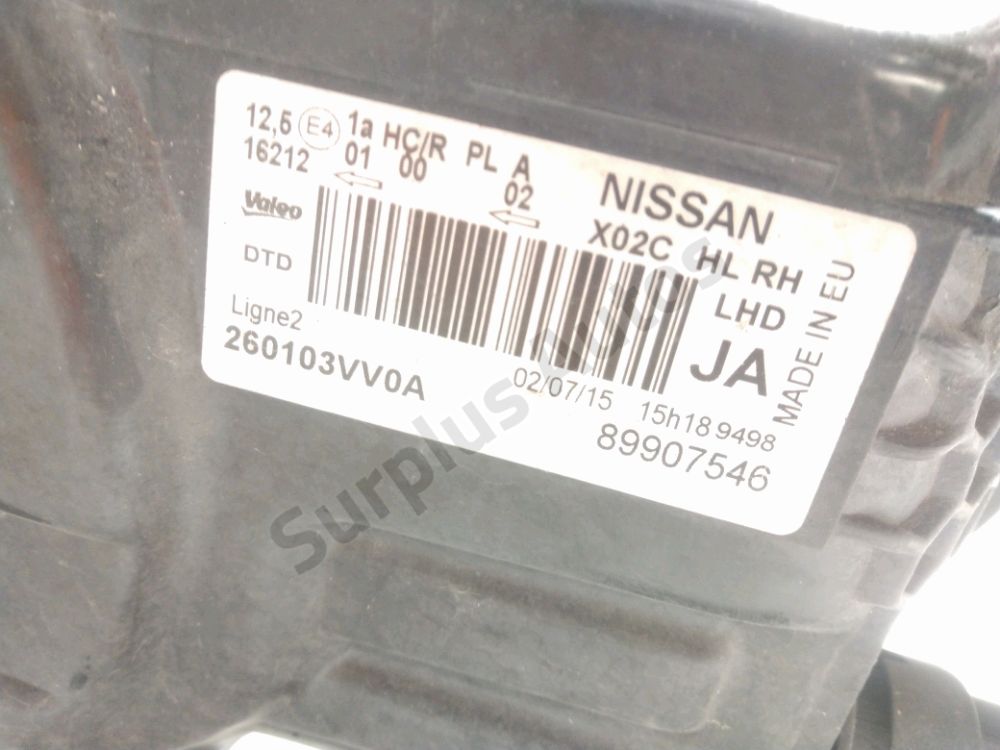 12,5 E4 1a HC/R PL A
16212 01 00 02
Valeo
NISSAN
X02C HL RH
DTD
LHD
Ligne2
JA
MADE IN EU
260103VV0A
02/07/15 15h18 9498
89907546
Surplus Autos